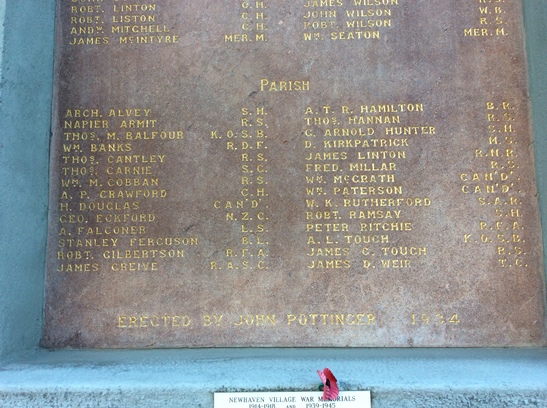 ROBT. LINTON G.H. JAMES WILSON R.S.
ROBT. LISTON C.H. JOHN WILSON W.B.
ANDW. MITCHELL C.H. ROBT. WILSON R.S.
JAMES McINTYRE MER. M. WM. SEATON MER. M.
PARISH
ARCH. ALVEY S.H. A. T. R. HAMILTON B.R.
NAPIER ARMIT R.S. THOS. HANNAN R.S.
THOS. M. BALFOUR K.O.S.B. C. ARNOLD HUNTER S.H.
WM. BANKS R.D.F. D. KIRKPATRICK M.S.
THOS. CANTLEY R.S. JAMES LINTON R.N.R.
THOS. CARNIE S.G. FRED. MILLAR R.S.
WM. M. COBBAN R.S. WM. McCRATH CAN'D'.
A. P. CRAWFORD C.H. WM. PATERSON CAN'D'.
H. DOUGLAS CAN'D'. W. K. RUTHERFORD S.A.R.
GEO. ECKFORD N.Z.C. ROBT. RAMSAY S.H.
A. FALCONER L.S. PETER RITCHIE R.F.A.
STANLEY FERGUSON B.L. A. L. TOUCH K.O.S.B.
ROBT. GILBERTSON R.F.A. JAMES C. TOUCH R.S.
JAMES GREIVE R.A.S.C. JAMES D. WEIR T.C.
ERECTED BY JOHN POTTINGER 1934
NEWHAVEN VILLAGE WAR MEMORIALS
1914-1918 AND 1939-1945